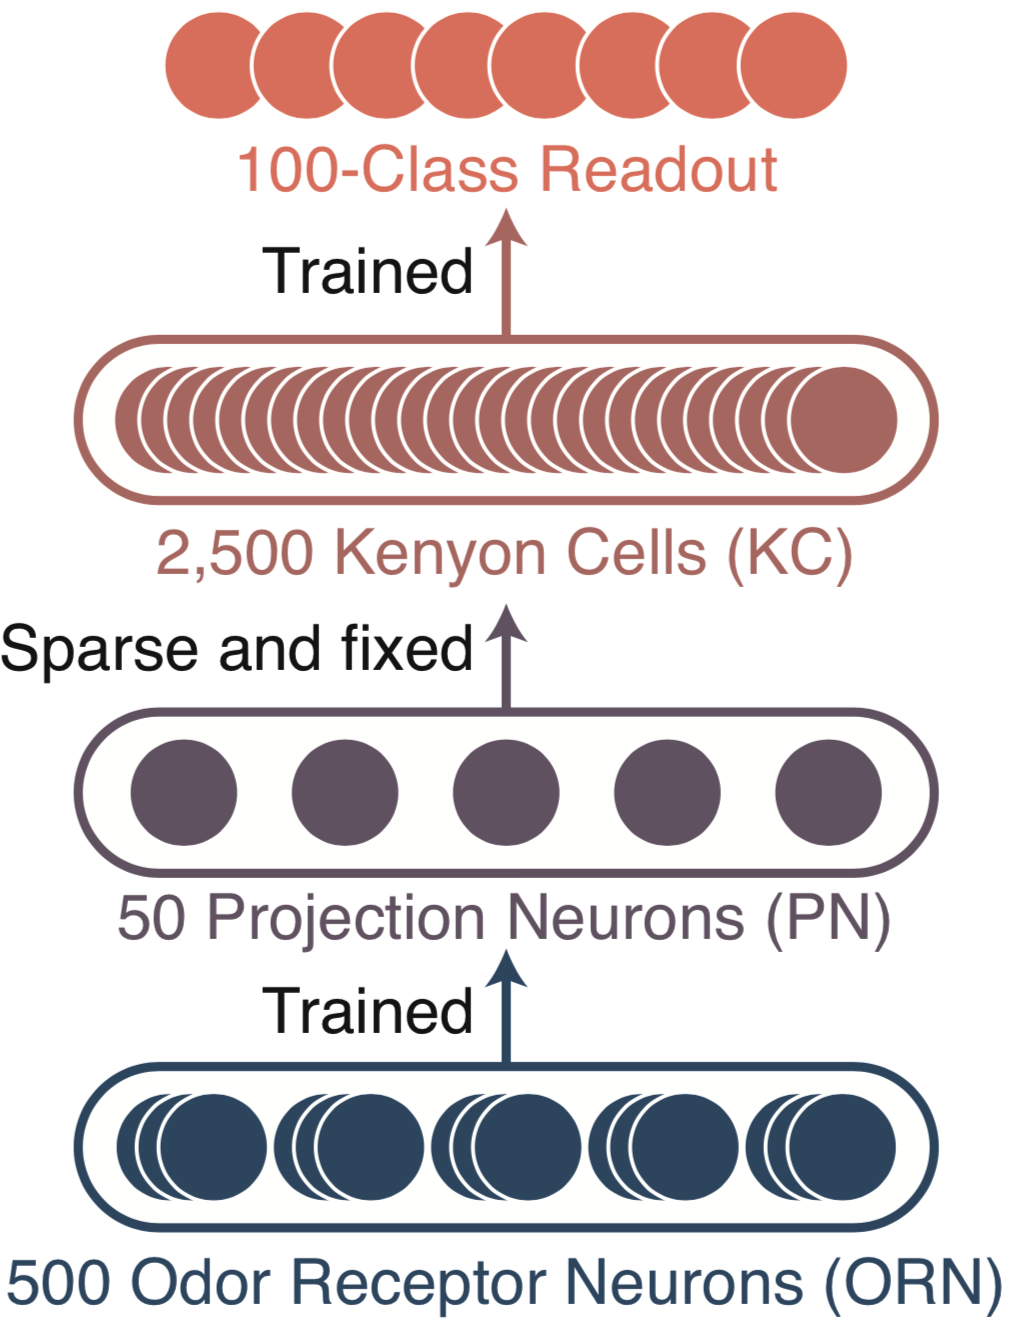 100-Class Readout
Trained
2,500 Kenyon Cells (KC)
Sparse and fixed
50 Projection Neurons (PN)
Trained
500 Odor Receptor Neurons (ORN)